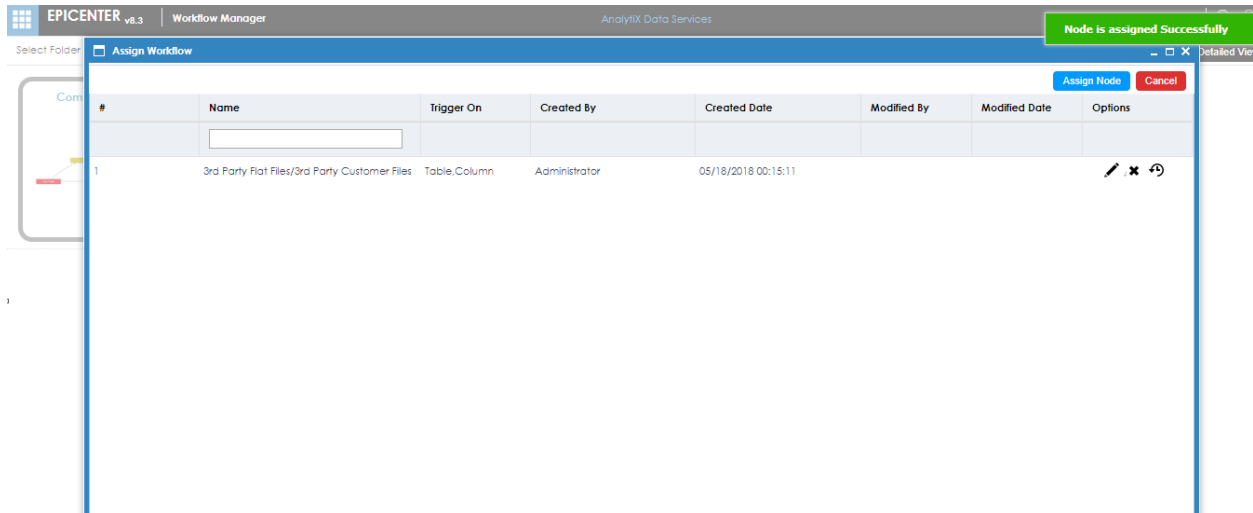 EPICENTER v8.3 Workflow Manager AnalytiX Data Services
Node is assigned Successfully
Select Folder Assign Workflow Detailed Vie
Assign Node Cancel
Com
# Name Trigger On Created By Created Date Modified By Modified Date Options
1 3rd Party Flat Files/3rd Party Customer Files Table,Column Administrator 05/18/2018 00:15:11